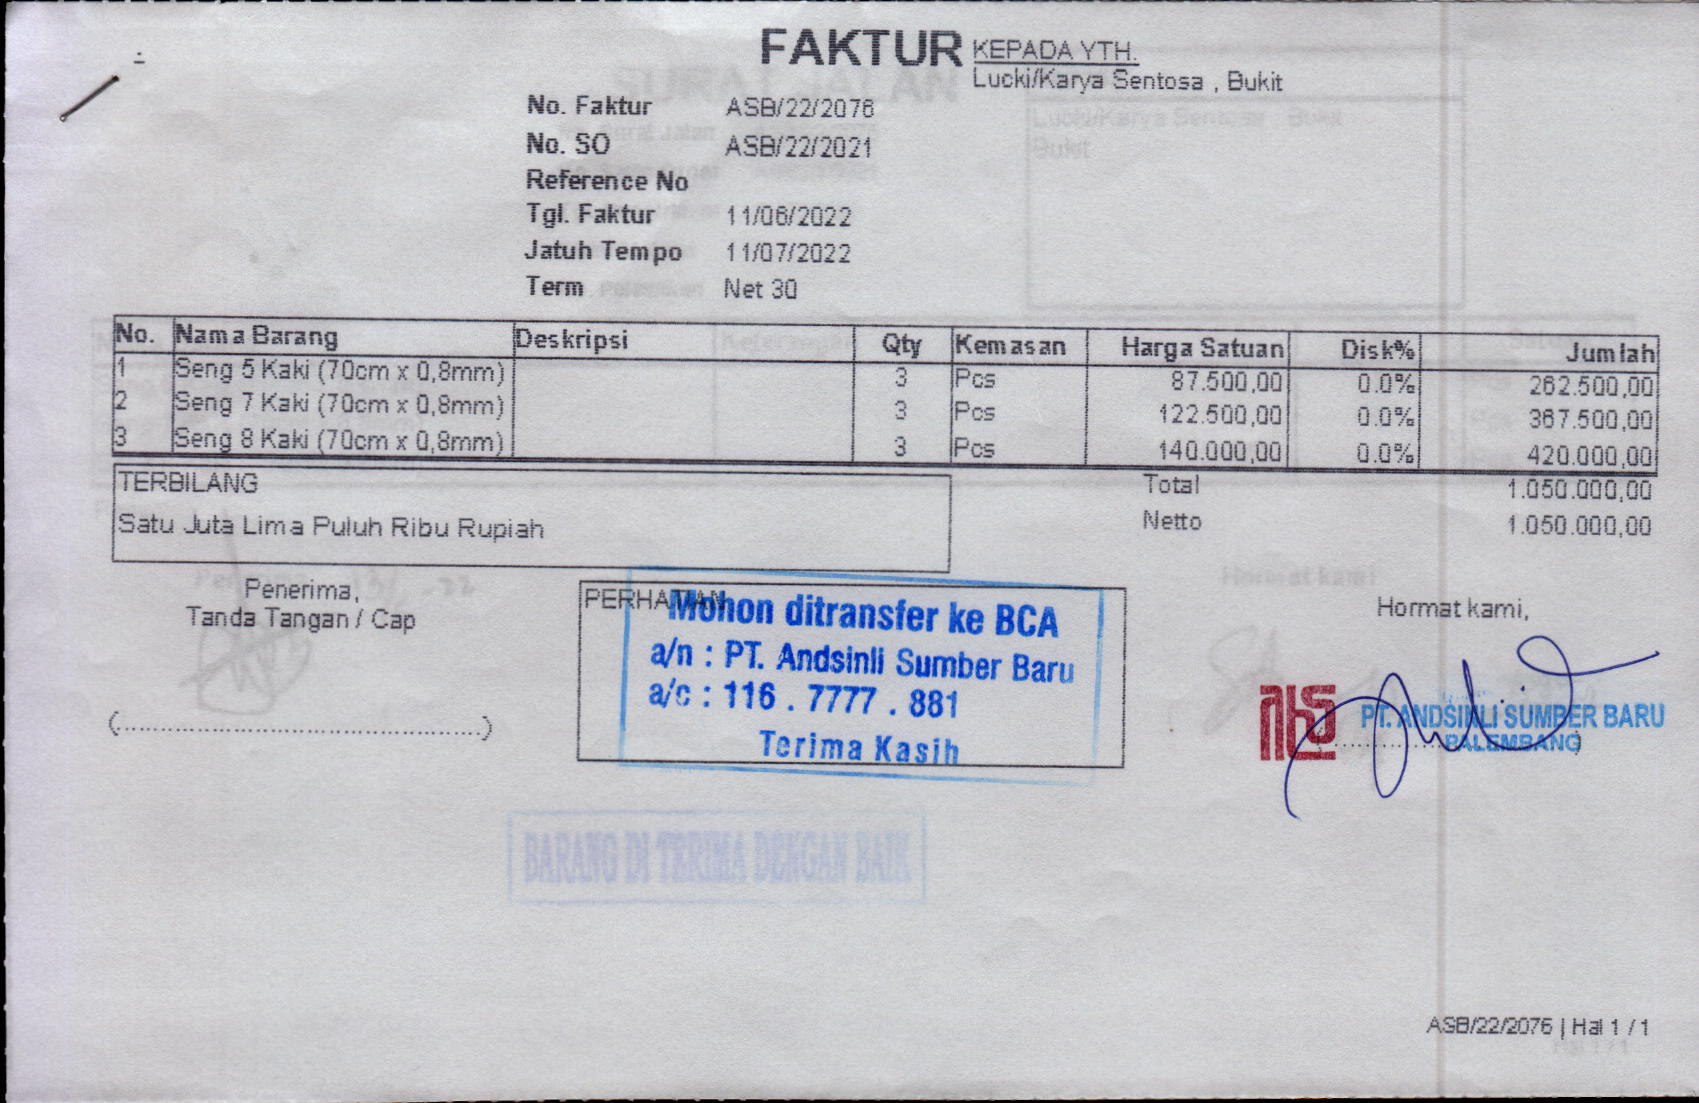 FAKTUR
KEPADA YTH.
Lucki/Karya Sentosa , Bukit
No. Faktur ASB/22/2076
No. SO ASB/22/2021
Reference No
Tgl. Faktur 11/06/2022
Jatuh Tempo 11/07/2022
Term Net 30
No. Nama Barang Deskripsi Qty Kemasan Harga Satuan Disk% Jumlah
1 Seng 5 Kaki (70cm x 0,8mm) 3 Pcs 87.500,00 0.0% 262.500,00
2 Seng 7 Kaki (70cm x 0,8mm) 3 Pcs 122.500,00 0.0% 367.500,00
3 Seng 8 Kaki (70cm x 0,8mm) 3 Pcs 140.000,00 0.0% 420.000,00
TERBILANG
Satu Juta Lima Puluh Ribu Rupiah
Total 1.050.000,00
Netto 1.050.000,00
Penerima,
Tanda Tangan / Cap
(..................................................)
PERHATIAN
Mohon ditransfer ke BCA
a/n : PT. Andsinli Sumber Baru
a/c : 116 . 7777 . 881
Terima Kasih
Hormat kami,
PT. ANDSINLI SUMBER BARU
PALEMBANG
BARANG DI TERIMA DENGAN BAIK
ASB/22/2076 | Hal 1 / 1